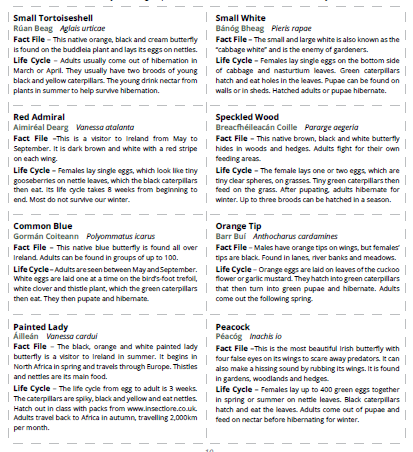 Small Tortoiseshell
Rúan Beag Aglais urticae
Fact File – This native orange, black and cream butterfly
is found on the buddleia plant and lays its eggs on nettles.
Life Cycle – Adults usually come out of hibernation in
March or April. They usually have two broods of young
black and yellow caterpillars. The young drink nectar from
plants in summer to help survive hibernation.
Small White
Bánóg Bheag Pieris rapae
Fact File – The small and large white is also known as the
“cabbage white” and is the enemy of gardeners.
Life Cycle – Females lay single eggs on the bottom side
of cabbage and nasturtium leaves. Green caterpillars
hatch and eat holes in the leaves. Pupae can be found on
walls or in sheds. Hatched adults or pupae hibernate.
Red Admiral
Aimiréal Dearg Vanessa atalanta
Fact File –This is a visitor to Ireland from May to
September. It is dark brown and white with a red stripe
on each wing.
Life Cycle – Females lay single eggs, which look like tiny
gooseberries on nettle leaves, which the black caterpillars
then eat. Its life cycle takes 8 weeks from beginning to
end. Most do not survive our winter.
Speckled Wood
Breacfhéileacán Coille Pararge aegeria
Fact File – This native brown, black and white butterfly
hides in woods and hedges. Adults fight for their own
feeding areas.
Life Cycle – The female lays one or two eggs, which are
tiny clear spheres, on grasses. Tiny green caterpillars then
feed on the grass. After pupating, adults hibernate for
winter. Up to three broods can be hatched in a season.
Common Blue
Gormán Coiteann Polyommatus icarus
Fact File – This native blue butterfly is found all over
Ireland. Adults can be found in groups of up to 100.
Life Cycle – Adults are seen between May and September.
White eggs are laid one at a time on the bird's-foot trefoil,
white clover and thistle plant, which the green caterpillars
then eat. They then pupate and hibernate.
Orange Tip
Barr Buí Anthocharus cardamines
Fact File – Males have orange tips on wings, but females'
tips are black. Found in lanes, river banks and meadows.
Life Cycle – Orange eggs are laid on leaves of the cuckoo
flower or garlic mustard. They hatch into green caterpillars
that then turn into green pupae and hibernate. Adults
come out the following spring.
Painted Lady
Áilleán Vanessa cardui
Fact File – The black, orange and white painted lady
butterfly is a visitor to Ireland in summer. It begins in
North Africa in spring and travels through Europe. Thistles
and nettles are its main food.
Life Cycle – The life cycle from egg to adult is 3 weeks.
The caterpillars are spiky, black and yellow and eat nettles.
Hatch out in class with packs from www.insectlore.co.uk.
Adults travel back to Africa in autumn, travelling 2,000km
per month.
Peacock
Péacóg Inachis io
Fact File –This is the most beautiful Irish butterfly with
four false eyes on its wings to scare away predators. It can
also make a hissing sound by rubbing its wings. It is found
in gardens, woodlands and hedges.
Life Cycle – Females lay up to 400 green eggs together
in spring or summer on nettle leaves. Black caterpillars
hatch and eat the leaves. Adults come out of pupae and
feed on nectar before hibernating for winter.